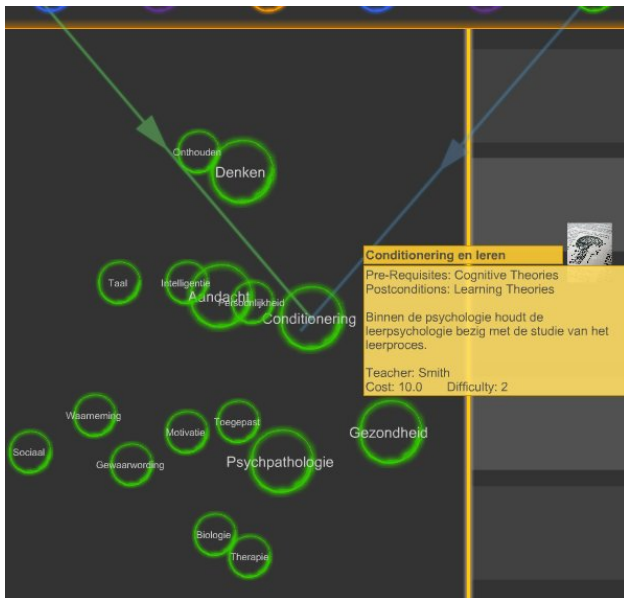 Onthouden
Denken
Taal
Intelligentie
Aandacht
Persoonlijkheid
Conditionering
Conditionering en leren
Pre-Requisites: Cognitive Theories
Postconditions: Learning Theories
Binnen de psychologie houdt de
leerpsychologie bezig met de studie van het
leerproces.
Teacher: Smith
Cost: 10.0 Difficulty: 2
Waarneming
Toegepast
Motivatie
Gezondheid
Sociaal
Gewaarwording
Psychpathologie
Biologie
Therapie